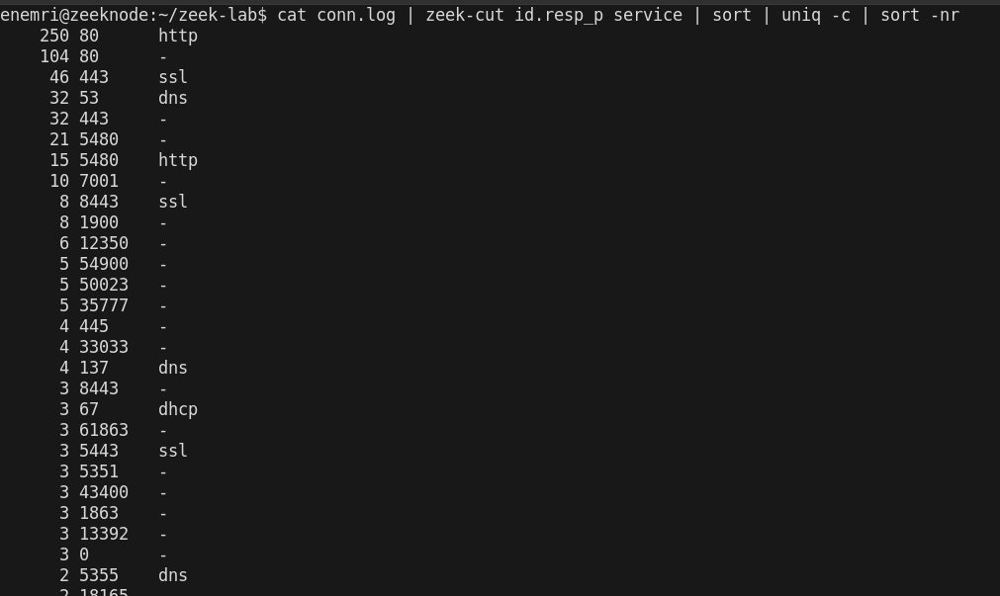 enemri@zeeknode:~/zeek-lab$ cat conn.log | zeek-cut id.resp_p service | sort | uniq -c | sort -nr
250 80 http
104 80 -
46 443 ssl
32 53 dns
32 443 -
21 5480 -
15 5480 http
10 7001 -
8 8443 ssl
8 1900 -
6 12350 -
5 54900 -
5 50023 -
5 35777 -
4 445 -
4 33033 -
4 137 dns
3 8443 -
3 67 dhcp
3 61863 -
3 5443 ssl
3 5351 -
3 43400 -
3 1863 -
3 13392 -
3 0 -
2 5355 dns
2 18165